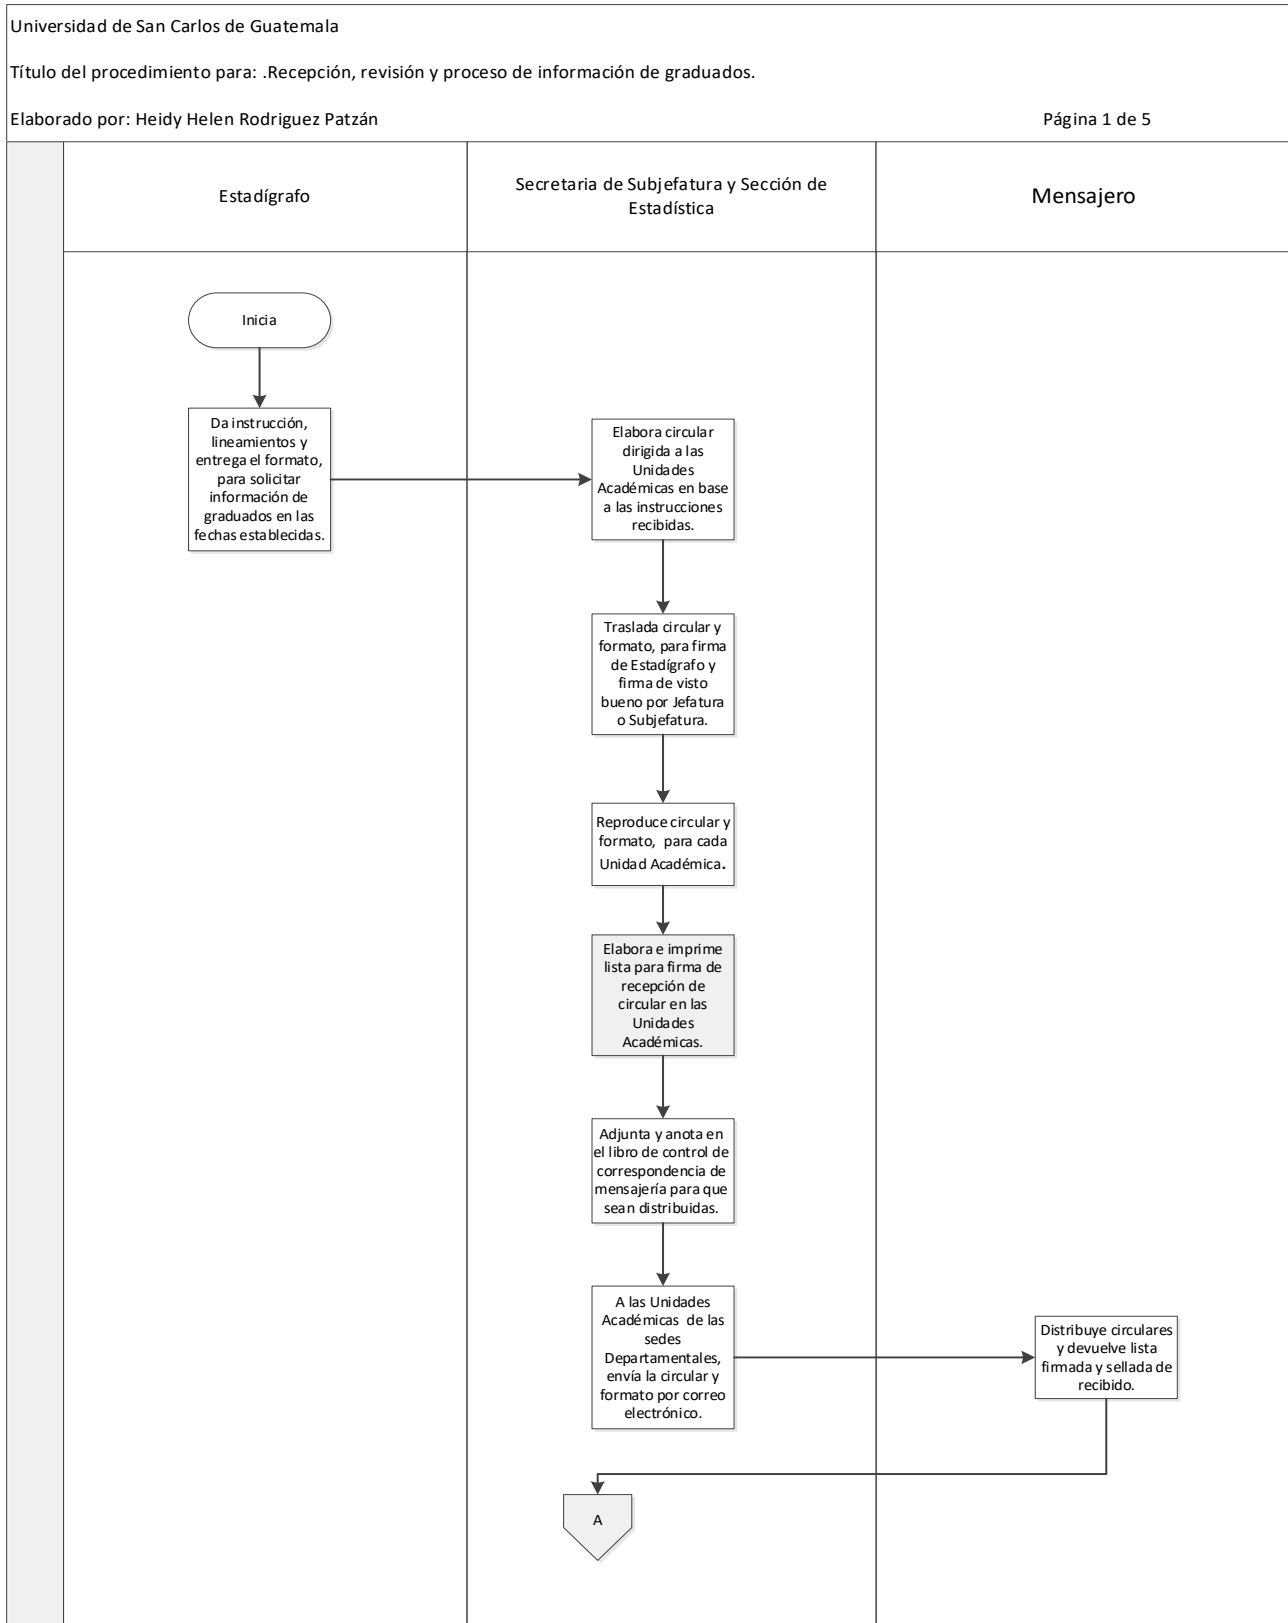 Universidad de San Carlos de Guatemala
Título del procedimiento para: .Recepción, revisión y proceso de información de graduados.
Elaborado por: Heidy Helen Rodriguez Patzán
Página 1 de 5
Estadígrafo
Secretaria de Subjefatura y Sección de
Estadística
Mensajero
Inicia
Da instrucción,
lineamientos y
entrega el formato,
para solicitar
información de
graduados en las
fechas establecidas.
Elabora circular
dirigida a las
Unidades
Académicas en base
a las instrucciones
recibidas.
Traslada circular y
formato, para firma
de Estadígrafo y
firma de visto
bueno por Jefatura
o Subjefatura.
Reproduce circular y
formato, para cada
Unidad Académica.
Elabora e imprime
lista para firma de
recepción de
circular en las
Unidades
Académicas.
Adjunta y anota en
el libro de control de
correspondencia de
mensajería para que
sean distribuidas.
A las Unidades
Académicas de las
sedes
Departamentales,
envía la circular y
formato por correo
electrónico.
Distribuye circulares
y devuelve lista
firmada y sellada de
recibido.
A